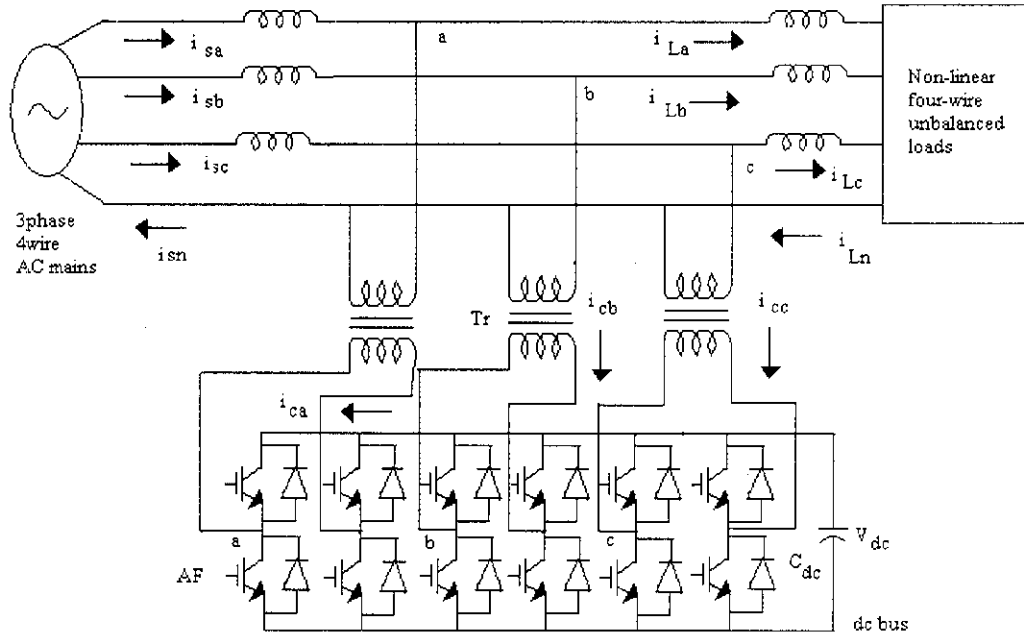 a
i sa
i La
i sb
b
i Lb
i sc
c
i Lc
Non-linear
four-wire
unbalanced
loads
3phase
4wire
AC mains
isn
i Ln
Tr
i cb
i cc
i ca
a
b
c
V dc
C dc
AF
dc bus